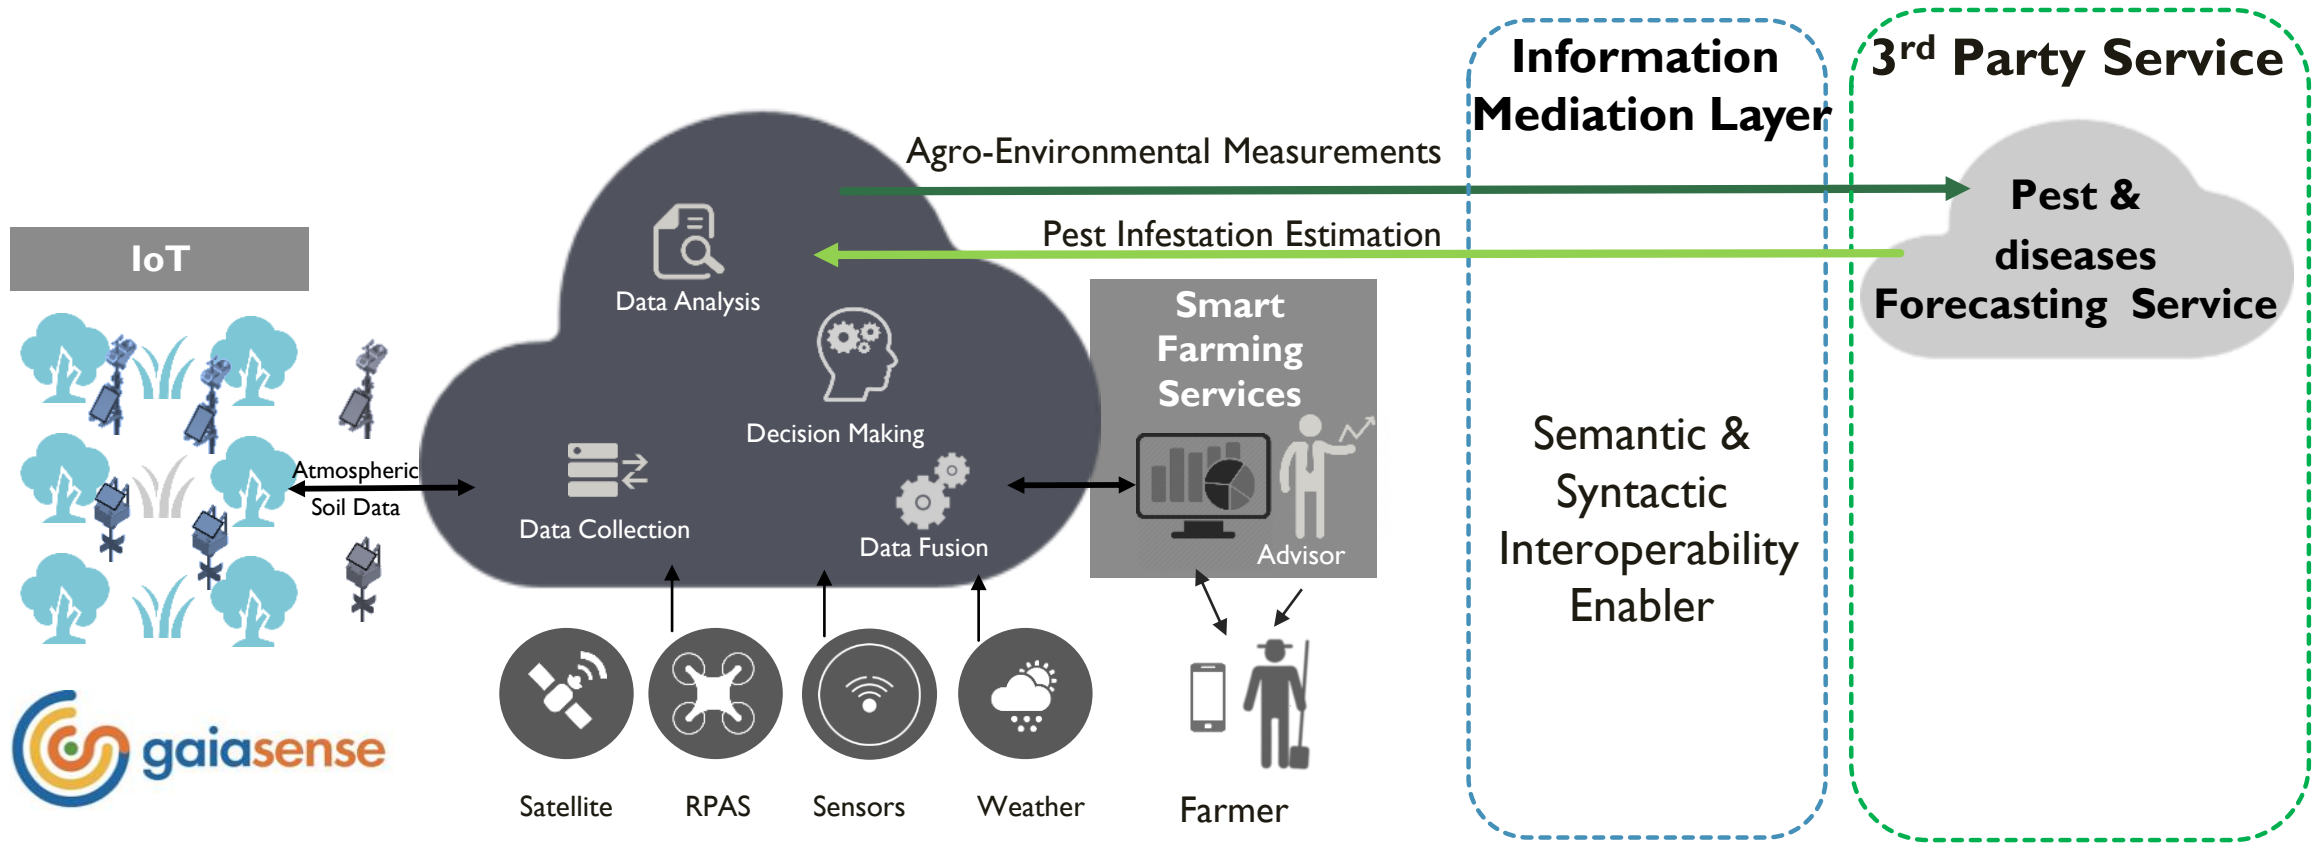 Information
Mediation Layer
3rd Party Service
Agro-Environmental Measurements
Pest Infestation Estimation
Pest &
diseases
Forecasting Service
IoT
Data Analysis
Decision Making
Data Collection
Data Fusion
Atmospheric
Soil Data
Smart
Farming
Services
Advisor
Semantic &
Syntactic
Interoperability
Enabler
gaiasense
Satellite
RPAS
Sensors
Weather
Farmer